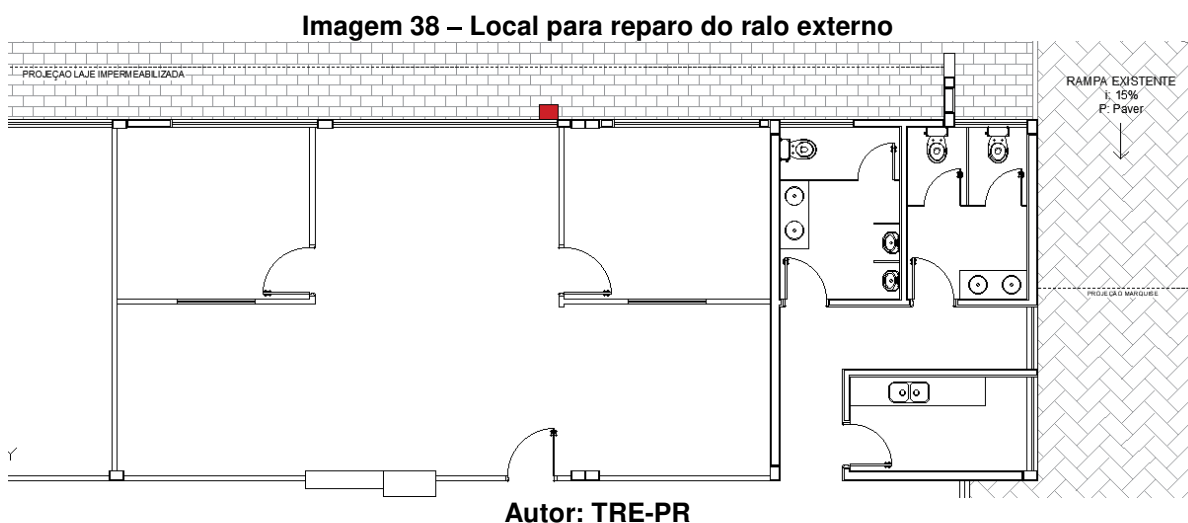 Imagem 38 – Local para reparo do ralo externo
PROJEÇAO LAJE IMPERMEABILIZADA
RAMPA EXISTENTE
i: 15%
P: Paver
PROJEÇÃO MARQUISE
Autor: TRE-PR